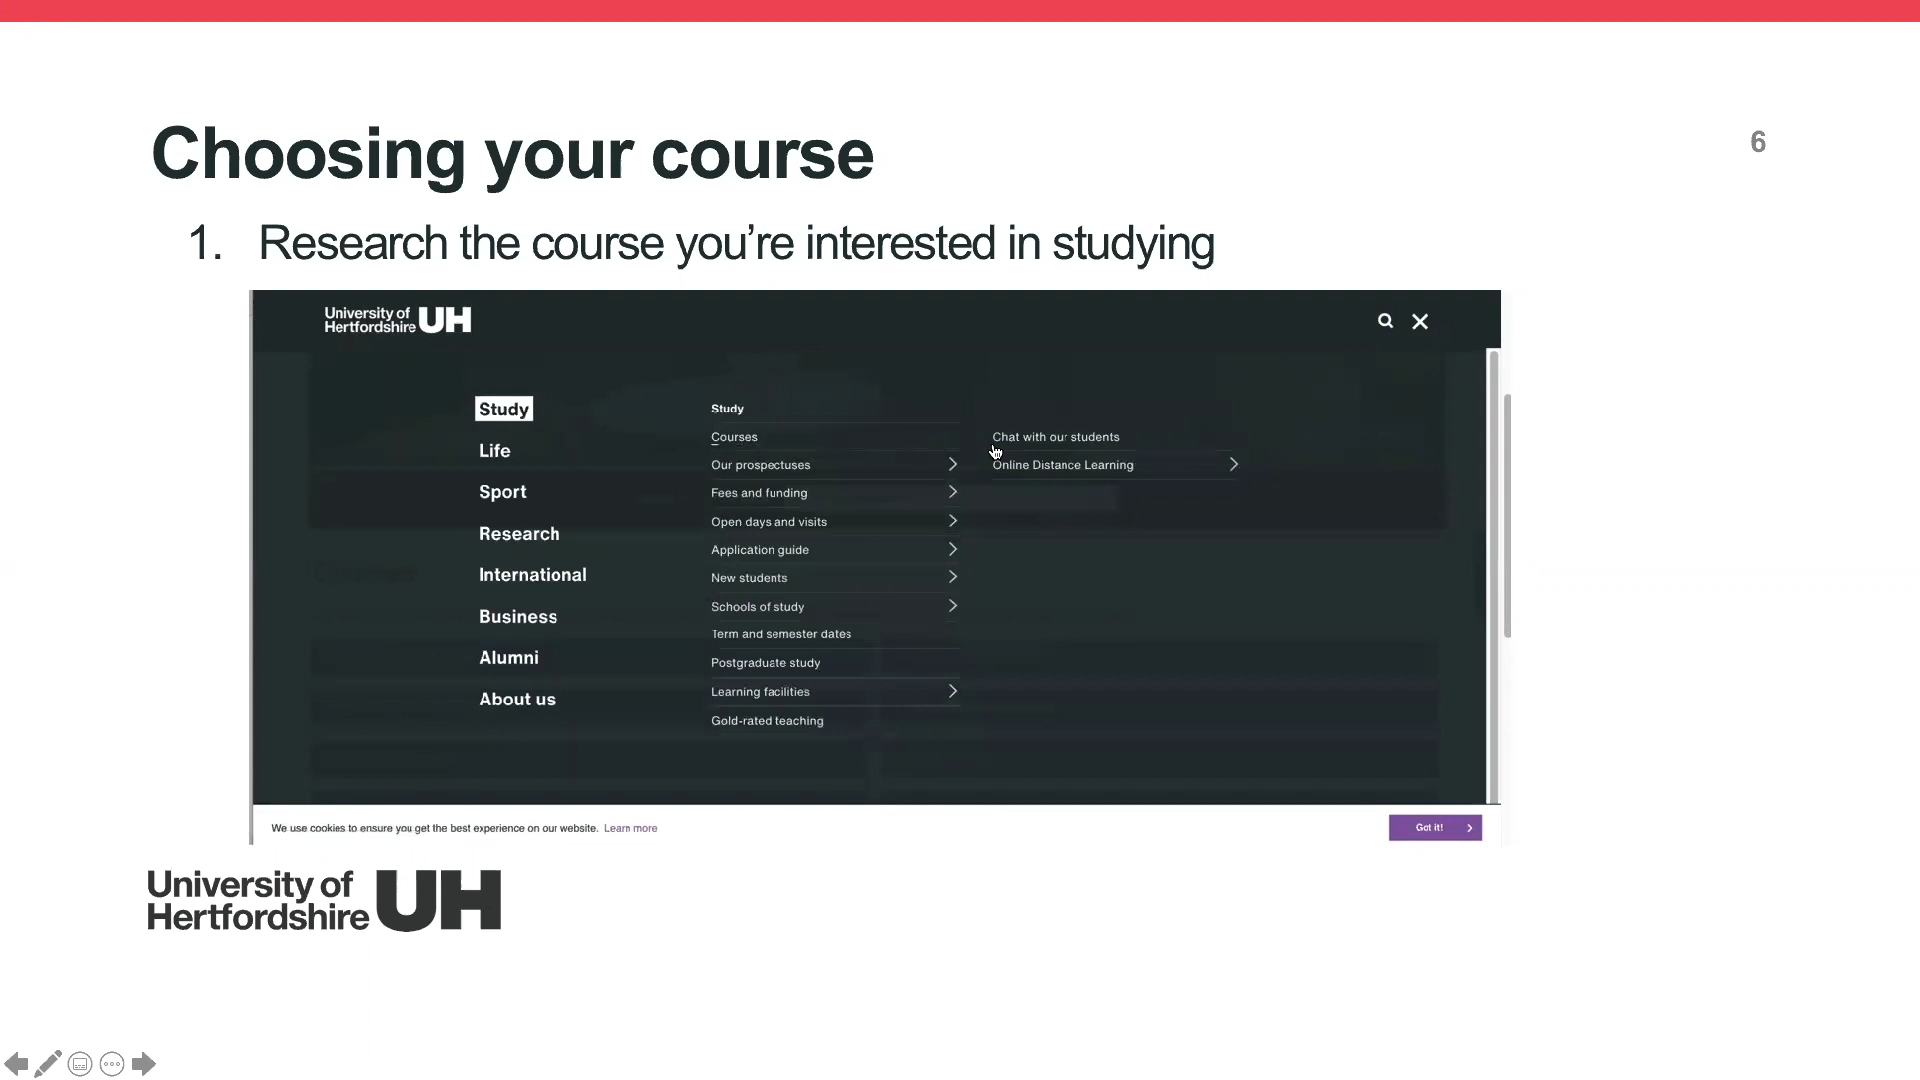 Choosing your course
6
1. Research the course you're interested in studying
University of
Hertfordshire UH
Study
Life
Sport
Research
International
Business
Alumni
About us
Study
Courses
Our prospectuses
Fees and funding
Open days and visits
Application guide
New students
Schools of study
Term and semester dates
Postgraduate study
Learning facilities
Gold-rated teaching
Chat with our students
Online Distance Learning
We use cookies to ensure you get the best experience on our website. Learn more
Got it!
University of
Hertfordshire UH